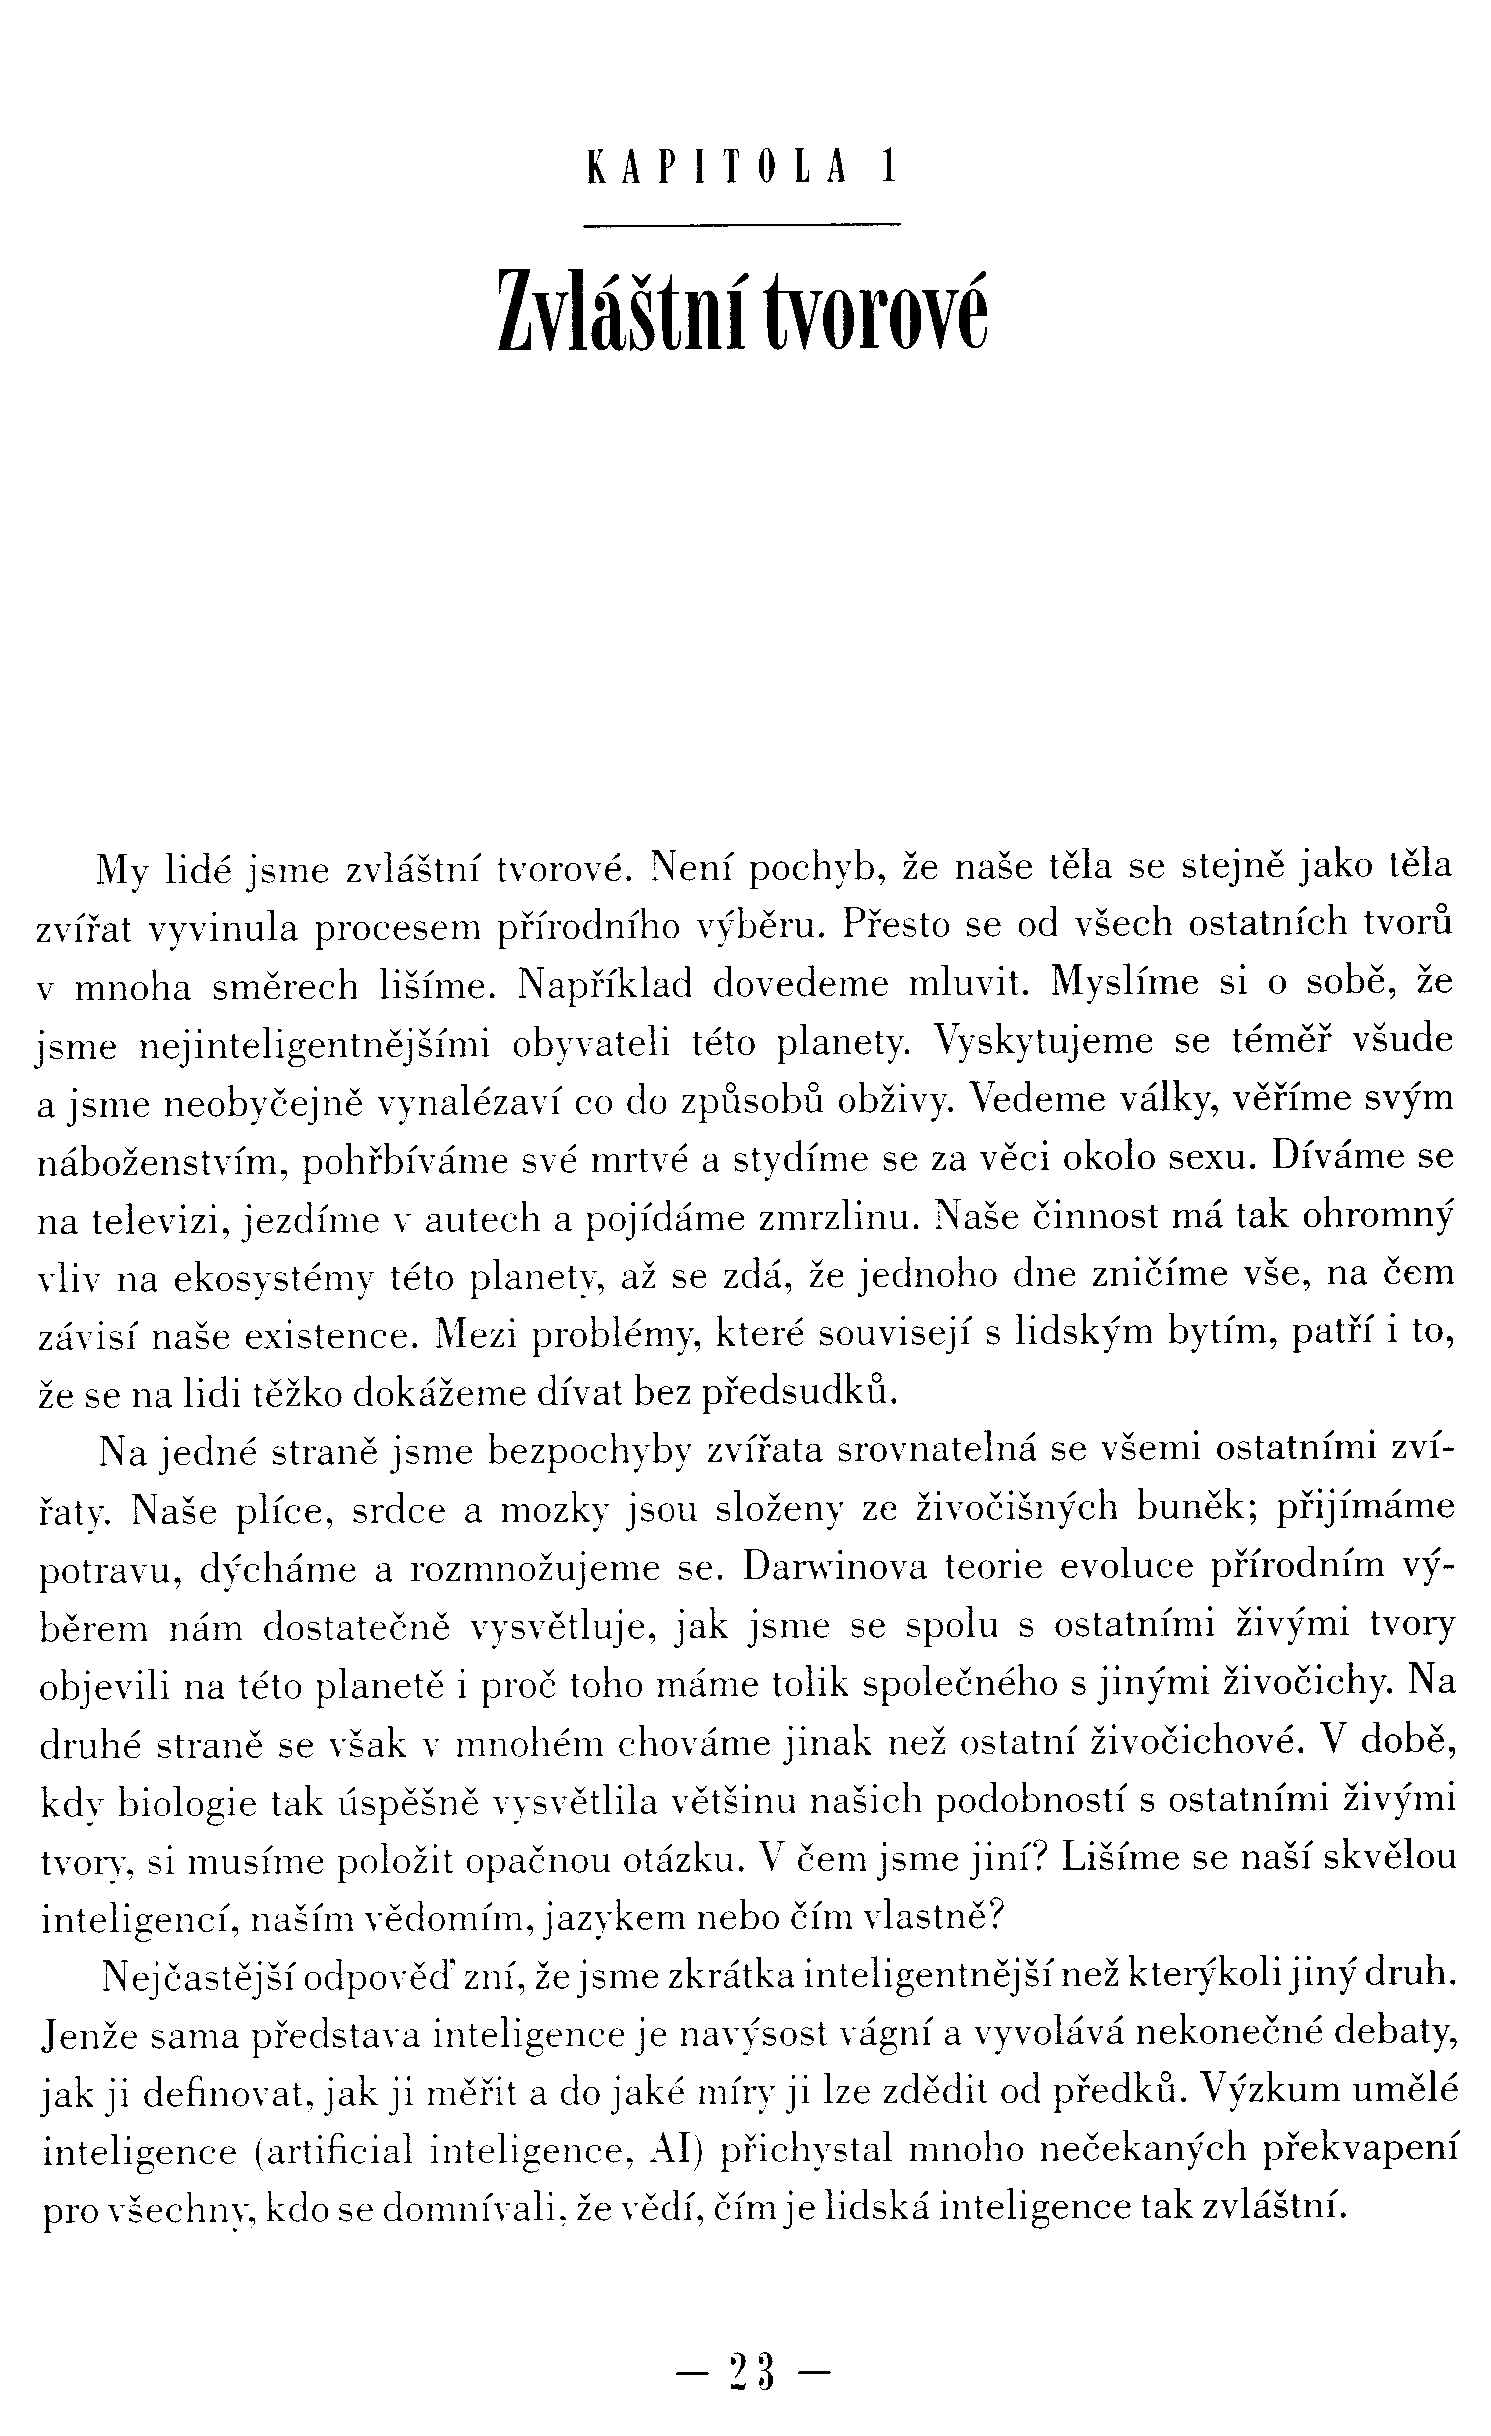 KAPITOLA 1
Zvláštní tvorové
My lidé jsme zvláštní tvorové. Není pochyb, že naše těla se stejně jako těla
zvířat vyvinula procesem přírodního výběru. Přesto se od všech ostatních tvorů
v mnoha směrech lišíme. Například dovedeme mluvit. Myslíme si o sobě, že
jsme nejinteligentnějšími obyvateli této planety. Vyskytujeme se téměř všude
a jsme neobyčejně vynalézaví co do způsobů obživy. Vedeme války, věříme svým
náboženstvím, pohřbíváme své mrtvé a stydíme se za věci okolo sexu. Díváme se
na televizi, jezdíme v autech a pojídáme zmrzlinu. Naše činnost má tak ohromný
vliv na ekosystémy této planety, až se zdá, že jednoho dne zničíme vše, na čem
závisí naše existence. Mezi problémy, které souvisejí s lidským bytím, patří i to,
že se na lidi těžko dokážeme dívat bez předsudků.
Na jedné straně jsme bezpochyby zvířata srovnatelná se všemi ostatními zví-
řaty. Naše plíce, srdce a mozky jsou složeny ze živočišných buněk; přijímáme
potravu, dýcháme a rozmnožujeme se. Darwinova teorie evoluce přírodním vý-
běrem nám dostatečně vysvětluje, jak jsme se spolu s ostatními živými tvory
objevili na této planetě i proč toho máme tolik společného s jinými živočichy. Na
druhé straně se však v mnohém chováme jinak než ostatní živočichové. V době,
kdy biologie tak úspěšně vysvětlila většinu našich podobností s ostatními živými
tvory, si musíme položit opačnou otázku. V čem jsme jiní? Lišíme se naší skvělou
inteligencí, naším vědomím, jazykem nebo čím vlastně?
Nejčastější odpověď zní, že jsme zkrátka inteligentnější než kterýkoli jiný druh.
Jenže sama představa inteligence je navýsost vágní a vyvolává nekonečné debaty,
jak ji definovat, jak ji měřit a do jaké míry ji lze zdědit od předků. Výzkum umělé
inteligence (artificial inteligence, AI) přichystal mnoho nečekaných překvapení
pro všechny, kdo se domnívali, že vědí, čím je lidská inteligence tak zvláštní.
— 23 —